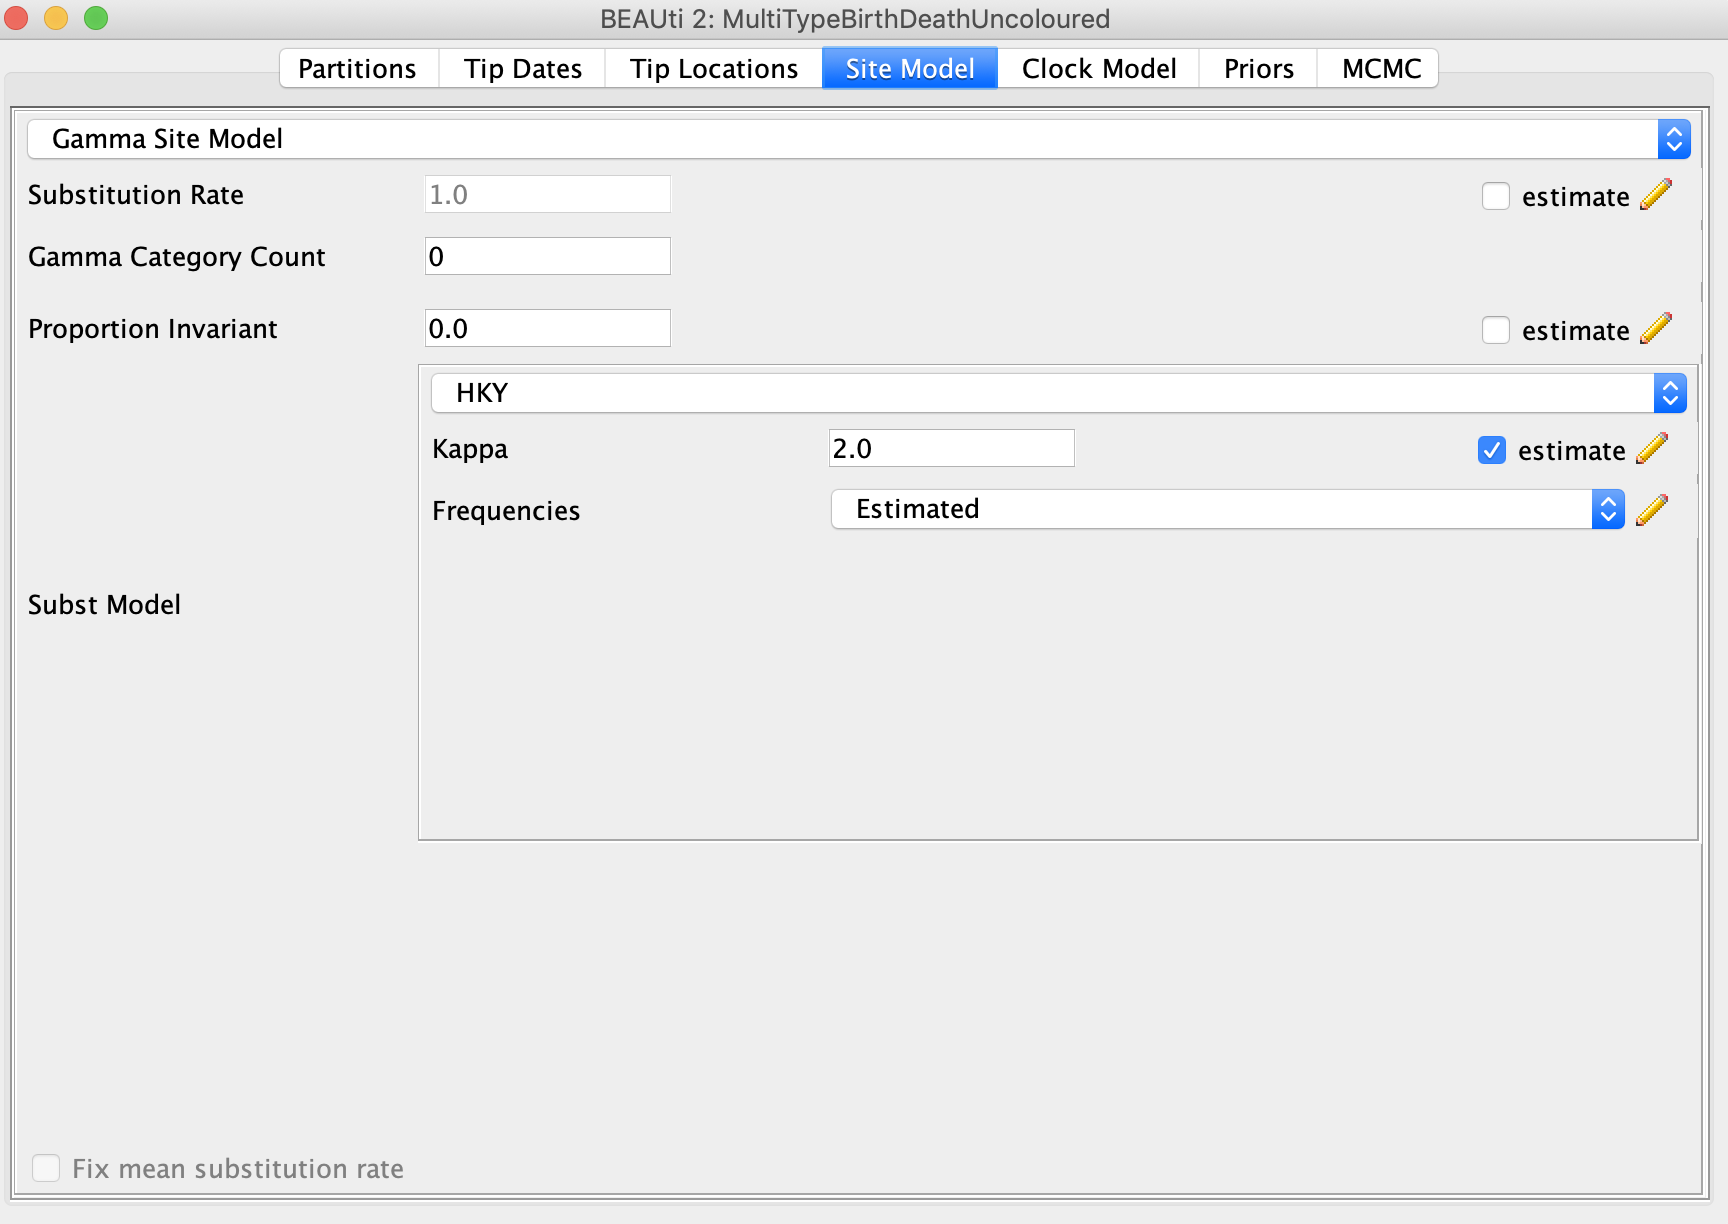 BEAUti 2: MultiTypeBirthDeathUncoloured
Partitions Tip Dates Tip Locations Site Model Clock Model Priors MCMC
Gamma Site Model
Substitution Rate 1.0 estimate
Gamma Category Count 0
Proportion Invariant 0.0 estimate
HKY
Kappa 2.0 estimate
Frequencies Estimated
Subst Model
Fix mean substitution rate